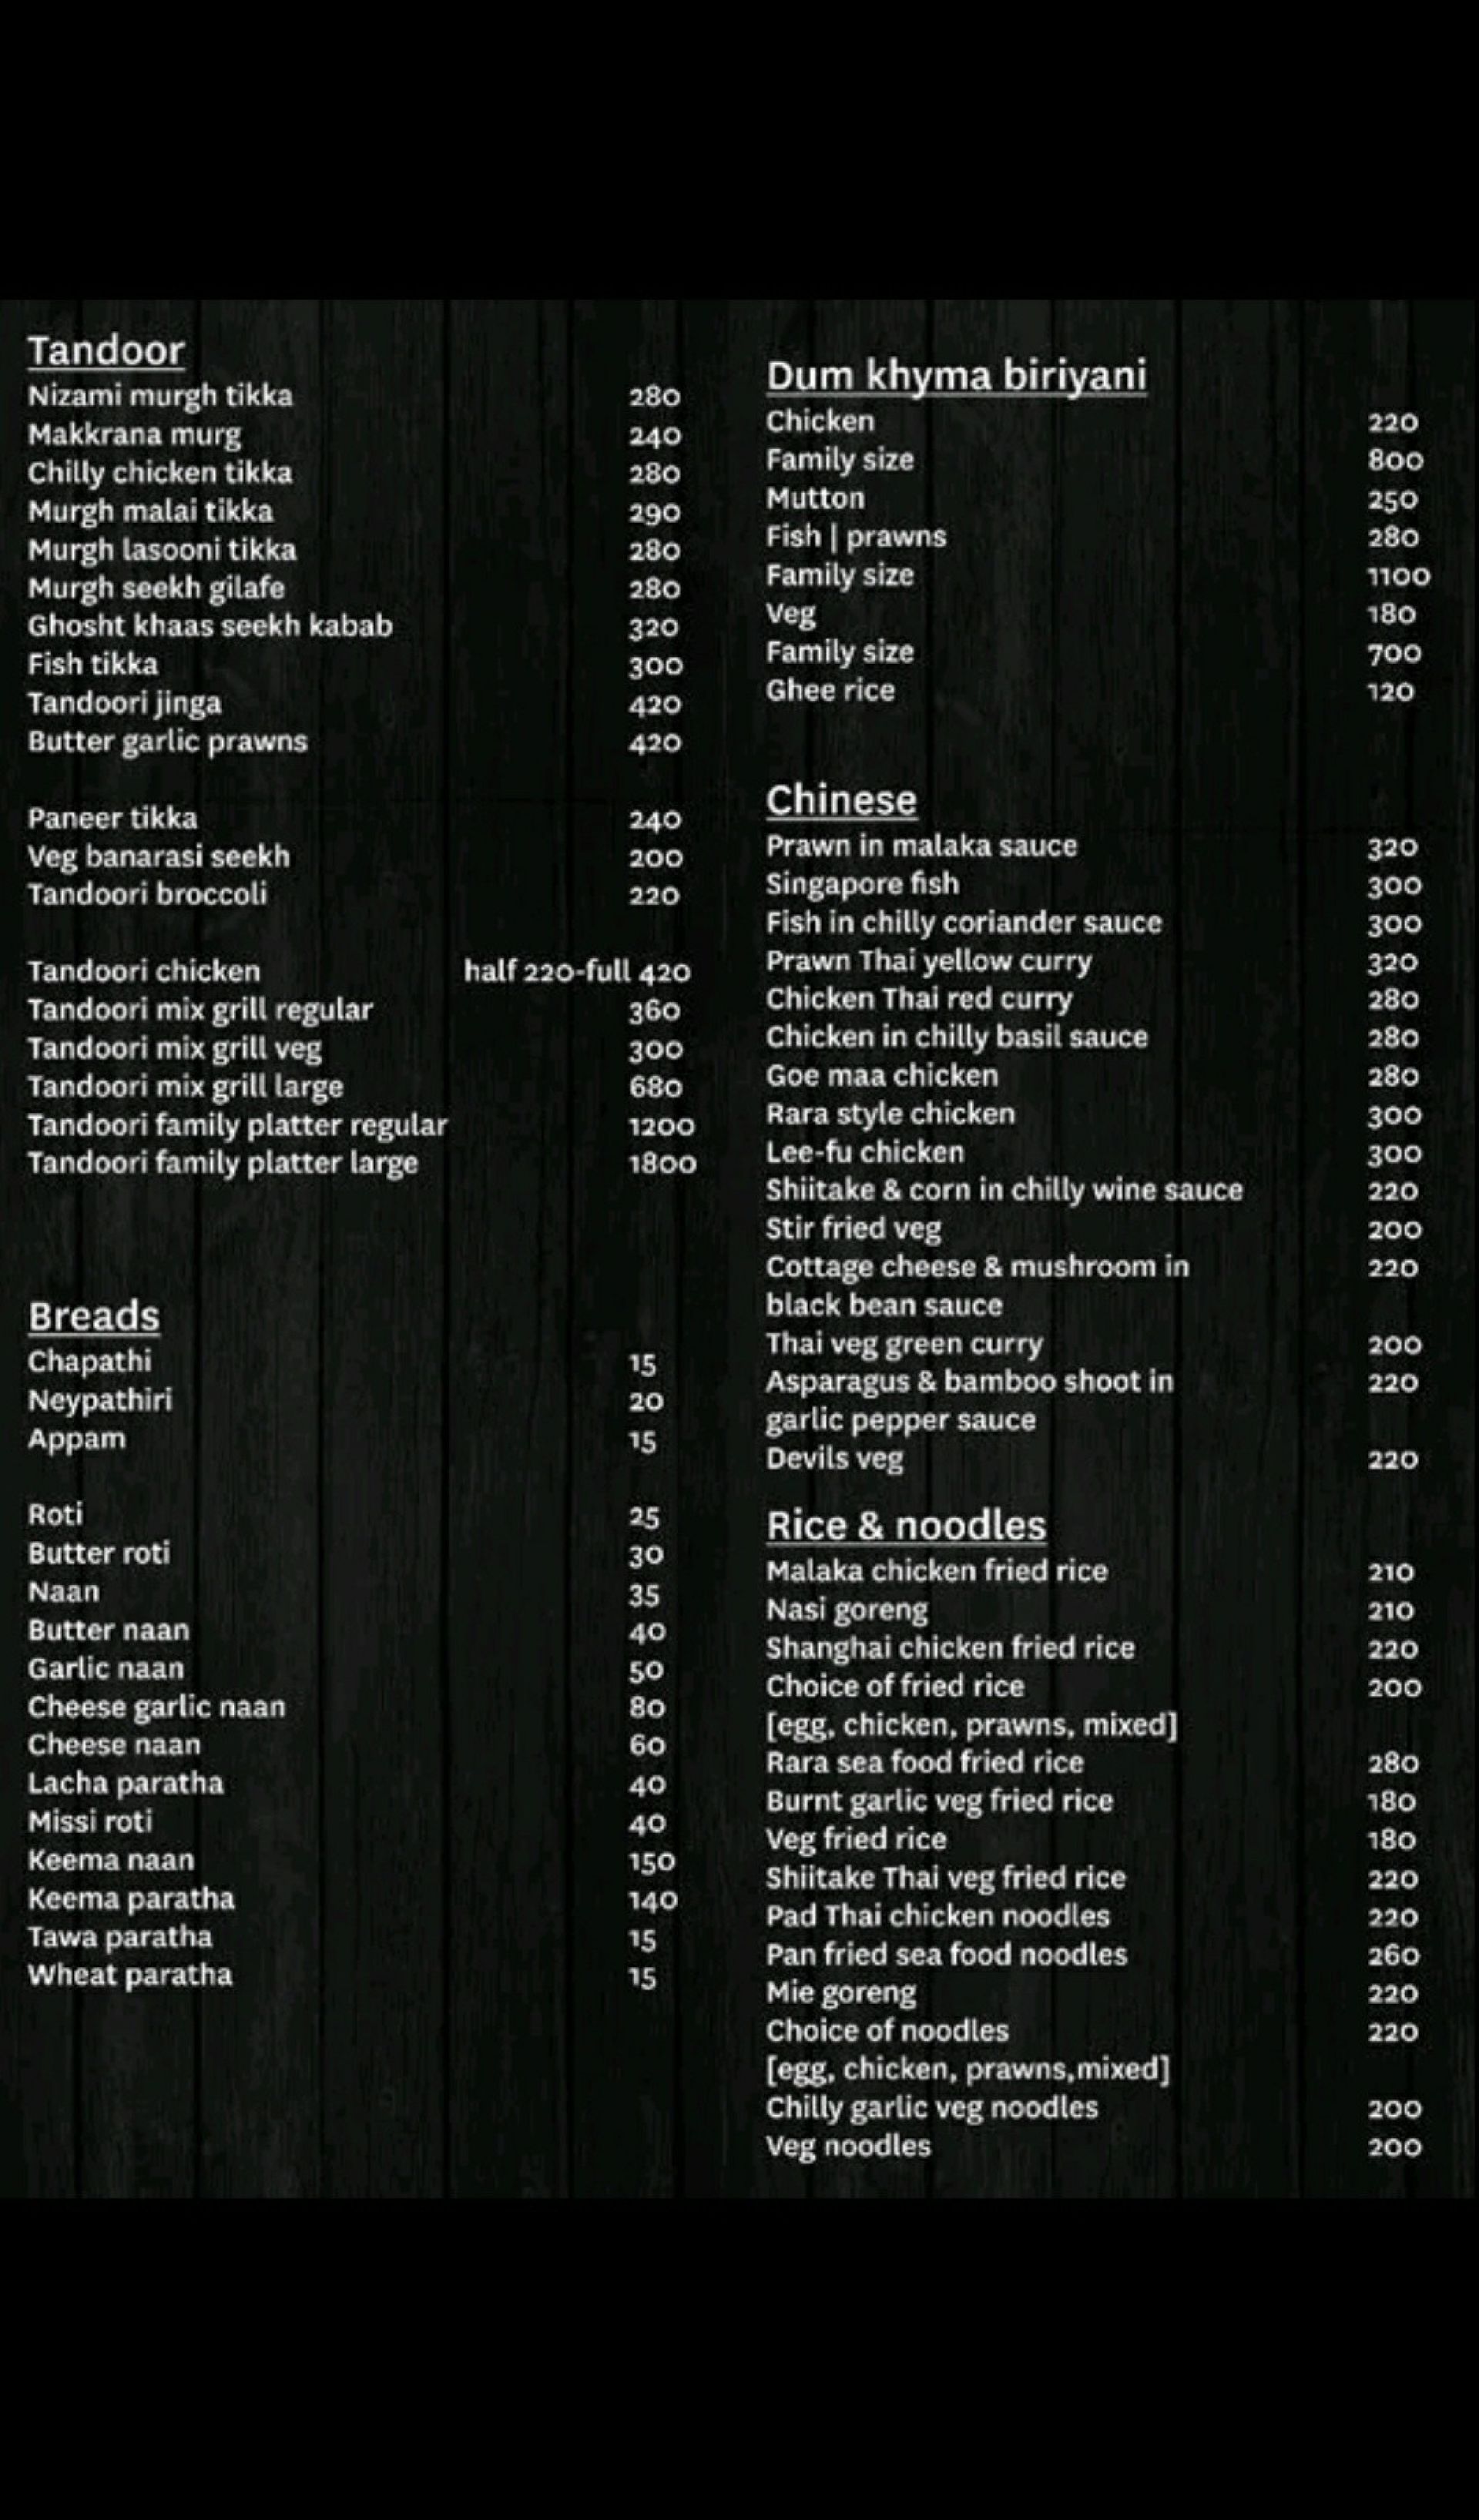 Tandoor
Nizami murgh tikka 280
Makkrana murg 240
Chilly chicken tikka 280
Murgh malai tikka 290
Murgh lasooni tikka 280
Murgh seekh gilafe 280
Ghosht khaas seekh kabab 320
Fish tikka 300
Tandoori jinga 420
Butter garlic prawns 420
Paneer tikka 240
Veg banarasi seekh 200
Tandoori broccoli 220
Tandoori chicken half 220-full 420
Tandoori mix grill regular 360
Tandoori mix grill veg 300
Tandoori mix grill large 680
Tandoori family platter regular 1200
Tandoori family platter large 1800
Breads
Chapathi 15
Neypathiri 20
Appam 15
Roti 25
Butter roti 30
Naan 35
Butter naan 40
Garlic naan 50
Cheese garlic naan 80
Cheese naan 60
Lacha paratha 40
Missi roti 40
Keema naan 150
Keema paratha 140
Tawa paratha 15
Wheat paratha 15
Dum khyma biriyani
Chicken 220
Family size 800
Mutton 250
Fish | prawns 280
Family size 1100
Veg 180
Family size 700
Ghee rice 120
Chinese
Prawn in malaka sauce 320
Singapore fish 300
Fish in chilly coriander sauce 300
Prawn Thai yellow curry 320
Chicken Thai red curry 280
Chicken in chilly basil sauce 280
Goe maa chicken 280
Rara style chicken 300
Lee-fu chicken 300
Shiitake & corn in chilly wine sauce 220
Stir fried veg 200
Cottage cheese & mushroom in 220
black bean sauce
Thai veg green curry 200
Asparagus & bamboo shoot in 220
garlic pepper sauce
Devils veg 220
Rice & noodles
Malaka chicken fried rice 210
Nasi goreng 210
Shanghai chicken fried rice 220
Choice of fried rice 200
[egg, chicken, prawns, mixed]
Rara sea food fried rice 280
Burnt garlic veg fried rice 180
Veg fried rice 180
Shiitake Thai veg fried rice 220
Pad Thai chicken noodles 220
Pan fried sea food noodles 260
Mie goreng 220
Choice of noodles 220
[egg, chicken, prawns,mixed]
Chilly garlic veg noodles 200
Veg noodles 200